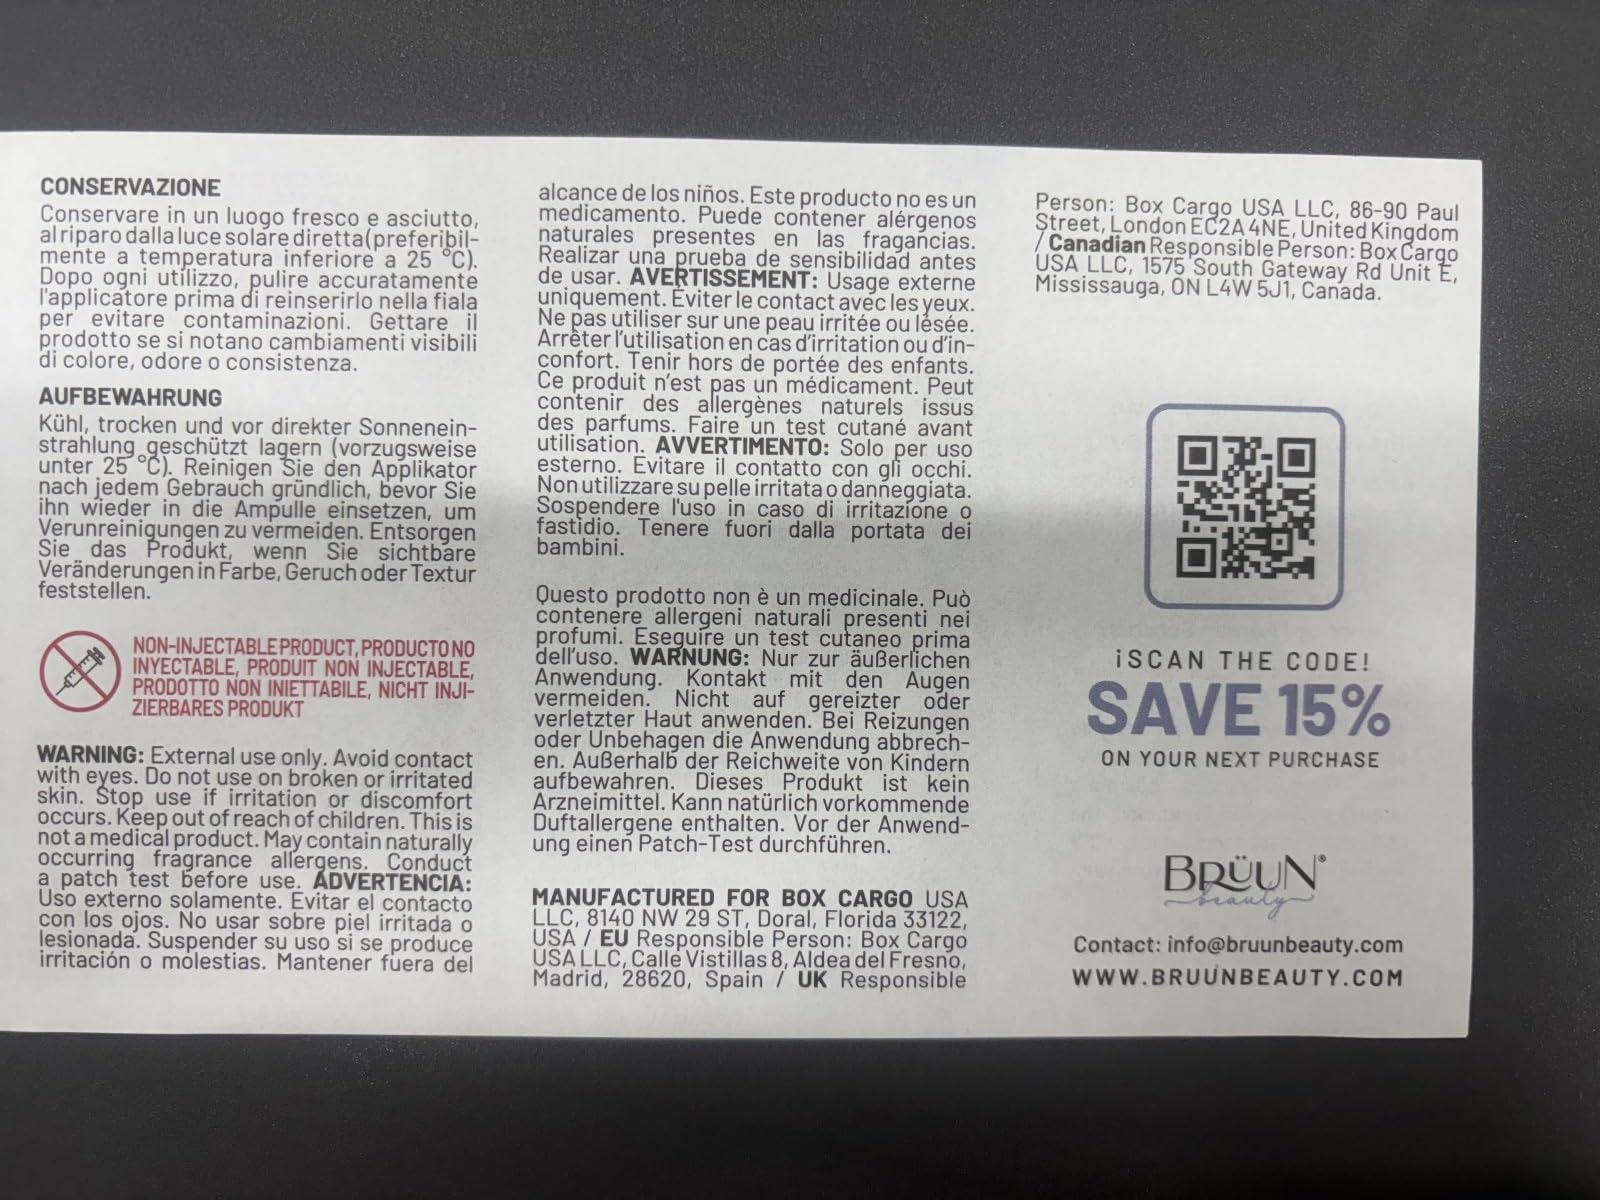 CONSERVAZIONE
Conservare in un luogo fresco e asciutto,
al riparo dalla luce solare diretta (preferibil-
mente a temperatura inferiore a 25 °C).
Dopo ogni utilizzo, pulire accuratamente
l'applicatore prima di reinserirlo nella fiala
per evitare contaminazioni. Gettare il
prodotto se si notano cambiamenti visibili
di colore, odore o consistenza.
AUFBEWAHRUNG
Kühl, trocken und vor direkter Sonnenein-
strahlung geschützt lagern (vorzugsweise
unter 25 °C). Reinigen Sie den Applikator
nach jedem Gebrauch gründlich, bevor Sie
ihn wieder in die Ampulle einsetzen, um
Verunreinigungen zu vermeiden. Entsorgen
Sie das Produkt, wenn Sie sichtbare
Veränderungen in Farbe, Geruch oder Textur
feststellen.
NON-INJECTABLE PRODUCT, PRODUCTO NO
INYECTABLE, PRODUIT NON INJECTABLE,
PRODOTTO NON INIETTABILE, NICHT INJI-
ZIERBARES PRODUKT
WARNING: External use only. Avoid contact
with eyes. Do not use on broken or irritated
skin. Stop use if irritation or discomfort
occurs. Keep out of reach of children. This is
not a medical product. May contain naturally
occurring fragrance allergens. Conduct
a patch test before use. ADVERTENCIA:
Uso externo solamente. Evitar el contacto
con los ojos. No usar sobre piel irritada o
lesionada. Suspender su uso si se produce
irritación o molestias. Mantener fuera del
alcance de los niños. Este producto no es un
medicamento. Puede contener alérgenos
naturales presentes en las fragancias.
Realizar una prueba de sensibilidad antes
de usar. AVERTISSEMENT: Usage externe
uniquement. Éviter le contact avec les yeux.
Ne pas utiliser sur une peau irritée ou lésée.
Arrêter l'utilisation en cas d'irritation ou d'in-
confort. Tenir hors de portée des enfants.
Ce produit n'est pas un médicament. Peut
contenir des allergènes naturels issus
des parfums. Faire un test cutané avant
utilisation. AVVERTIMENTO: Solo per uso
esterno. Evitare il contatto con gli occhi.
Non utilizzare su pelle irritata o danneggiata.
Sospendere l'uso in caso di irritazione o
fastidio. Tenere fuori dalla portata dei
bambini.
Questo prodotto non è un medicinale. Può
contenere allergeni naturali presenti nei
profumi. Eseguire un test cutaneo prima
dell'uso. WARNUNG: Nur zur äußerlichen
Anwendung. Kontakt mit den Augen
vermeiden. Nicht auf gereizter oder
verletzter Haut anwenden. Bei Reizungen
oder Unbehagen die Anwendung abbrech-
en. Außerhalb der Reichweite von Kindern
aufbewahren. Dieses Produkt ist kein
Arzneimittel. Kann natürlich vorkommende
Duftallergene enthalten. Vor der Anwend-
ung einen Patch-Test durchführen.
MANUFACTURED FOR BOX CARGO USA
LLC, 8140 NW 29 ST, Doral, Florida 33122,
USA / EU Responsible Person: Box Cargo
USA LLC, Calle Vistillas 8, Aldea del Fresno,
Madrid, 28620, Spain / UK Responsible
Person: Box Cargo USA LLC, 86-90 Paul
Street, London EC2A 4NE, United Kingdom
/ Canadian Responsible Person: Box Cargo
USA LLC, 1575 South Gateway Rd Unit E,
Mississauga, ON L4W 5J1, Canada.
¡SCAN THE CODE!
SAVE 15%
ON YOUR NEXT PURCHASE
BRÜUN®
beauty
Contact: info@bruunbeauty.com
WWW.BRUUNBEAUTY.COM